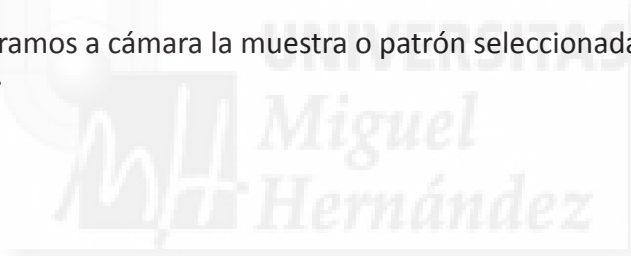 ramos a cámara la muestra o patrón seleccionada
UNIVERSITAS
Miguel
Hernández